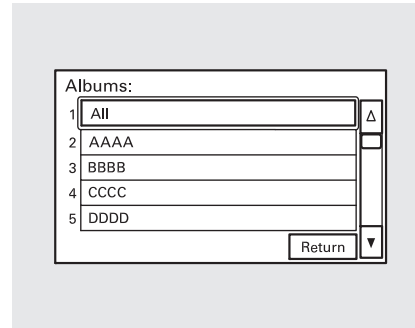 Albums:
1 All
2 AAAA
3 BBBB
4 CCCC
5 DDDD
Return